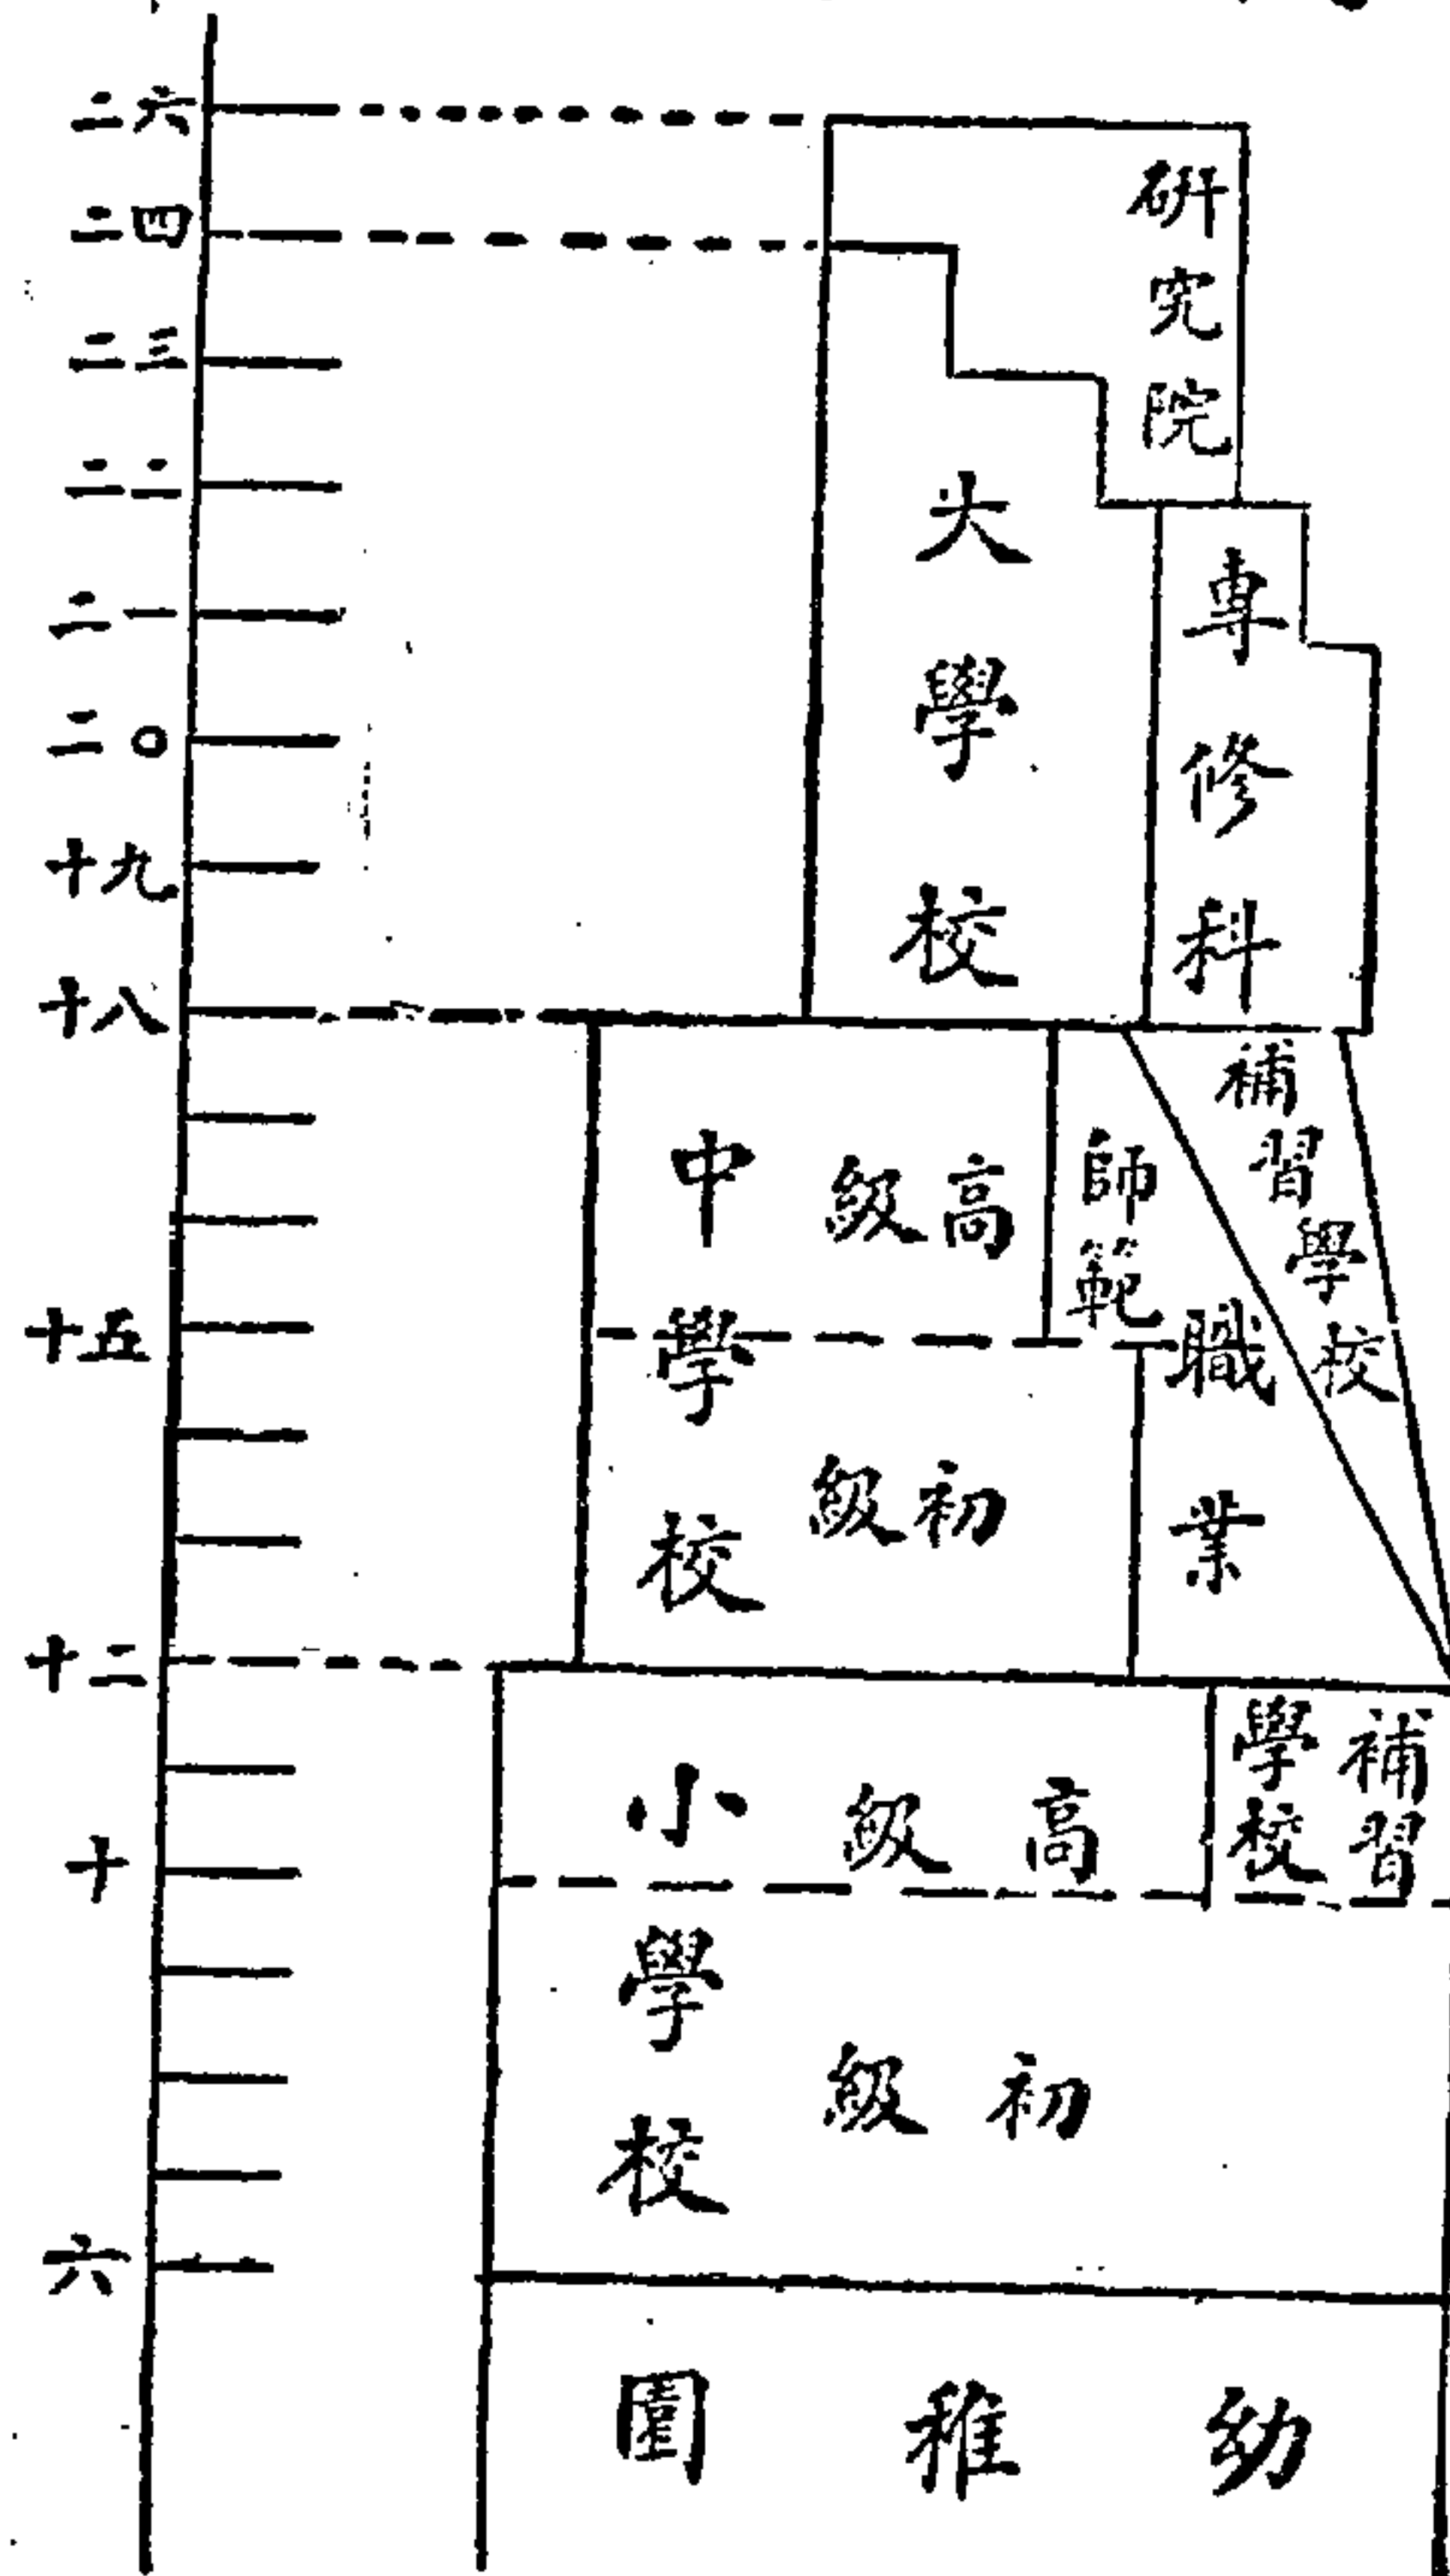 二六
二四
二三
二二
二一
二〇
十九
十八
十五
十二
十
六
研究院
大學校
專修科
補習學校
中學校
高級
初級
師範
職業
補習學校
小學校
高級
初級
幼稚園